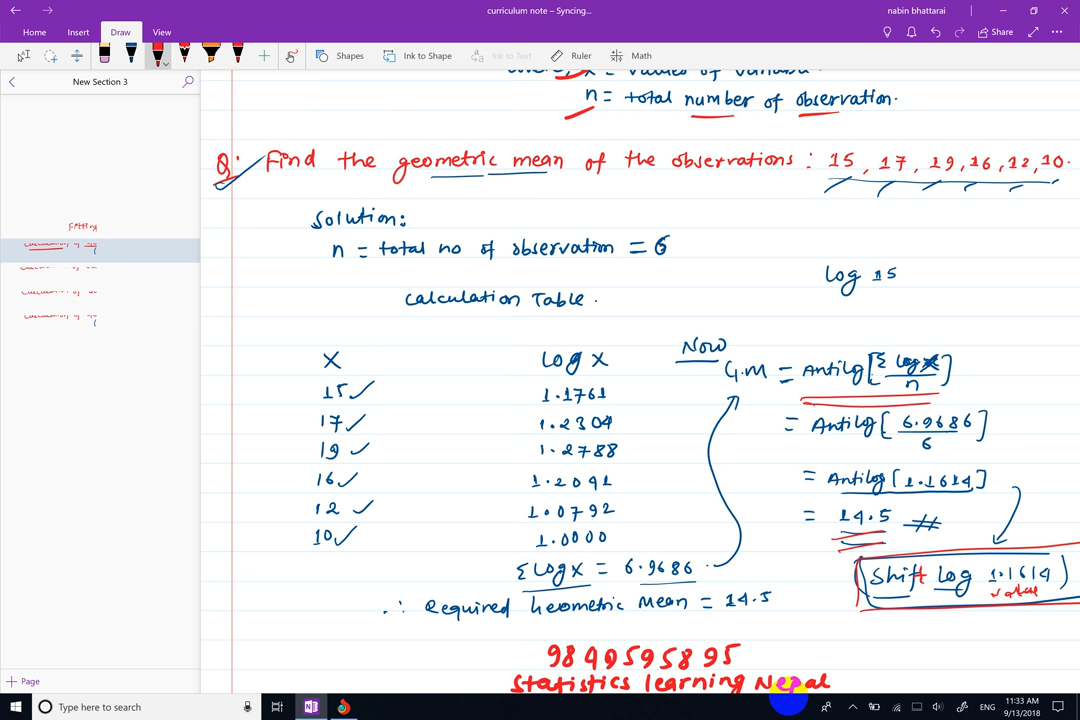 curriculum note – Syncing...
nabin bhattarai
Home Insert Draw View
Share
Shapes Ink to Shape Ink to Text Ruler Math
New Section 3
values of variable
n = total number of observation.
Q: Find the geometric mean of the observations: 15, 17, 19, 16, 12, 10.
Solution:
n = total no of observation = 6
log 15
Calculation Table.
X Log X Now
G.M = Antilog [Σ log x / n]
15 1.1761
17 1.2304 = Antilog [6.9686 / 6]
19 1.2788
16 1.2041 = Antilog [1.1614]
12 1.0792 = 14.5
10 1.0000
Σ Log X = 6.9686 Shift log 1.1614
value
∴ Required Geometric Mean = 14.5
9849595895
Statistics learning Nepal
Page
Type here to search
ENG
11:33 AM
9/13/2018